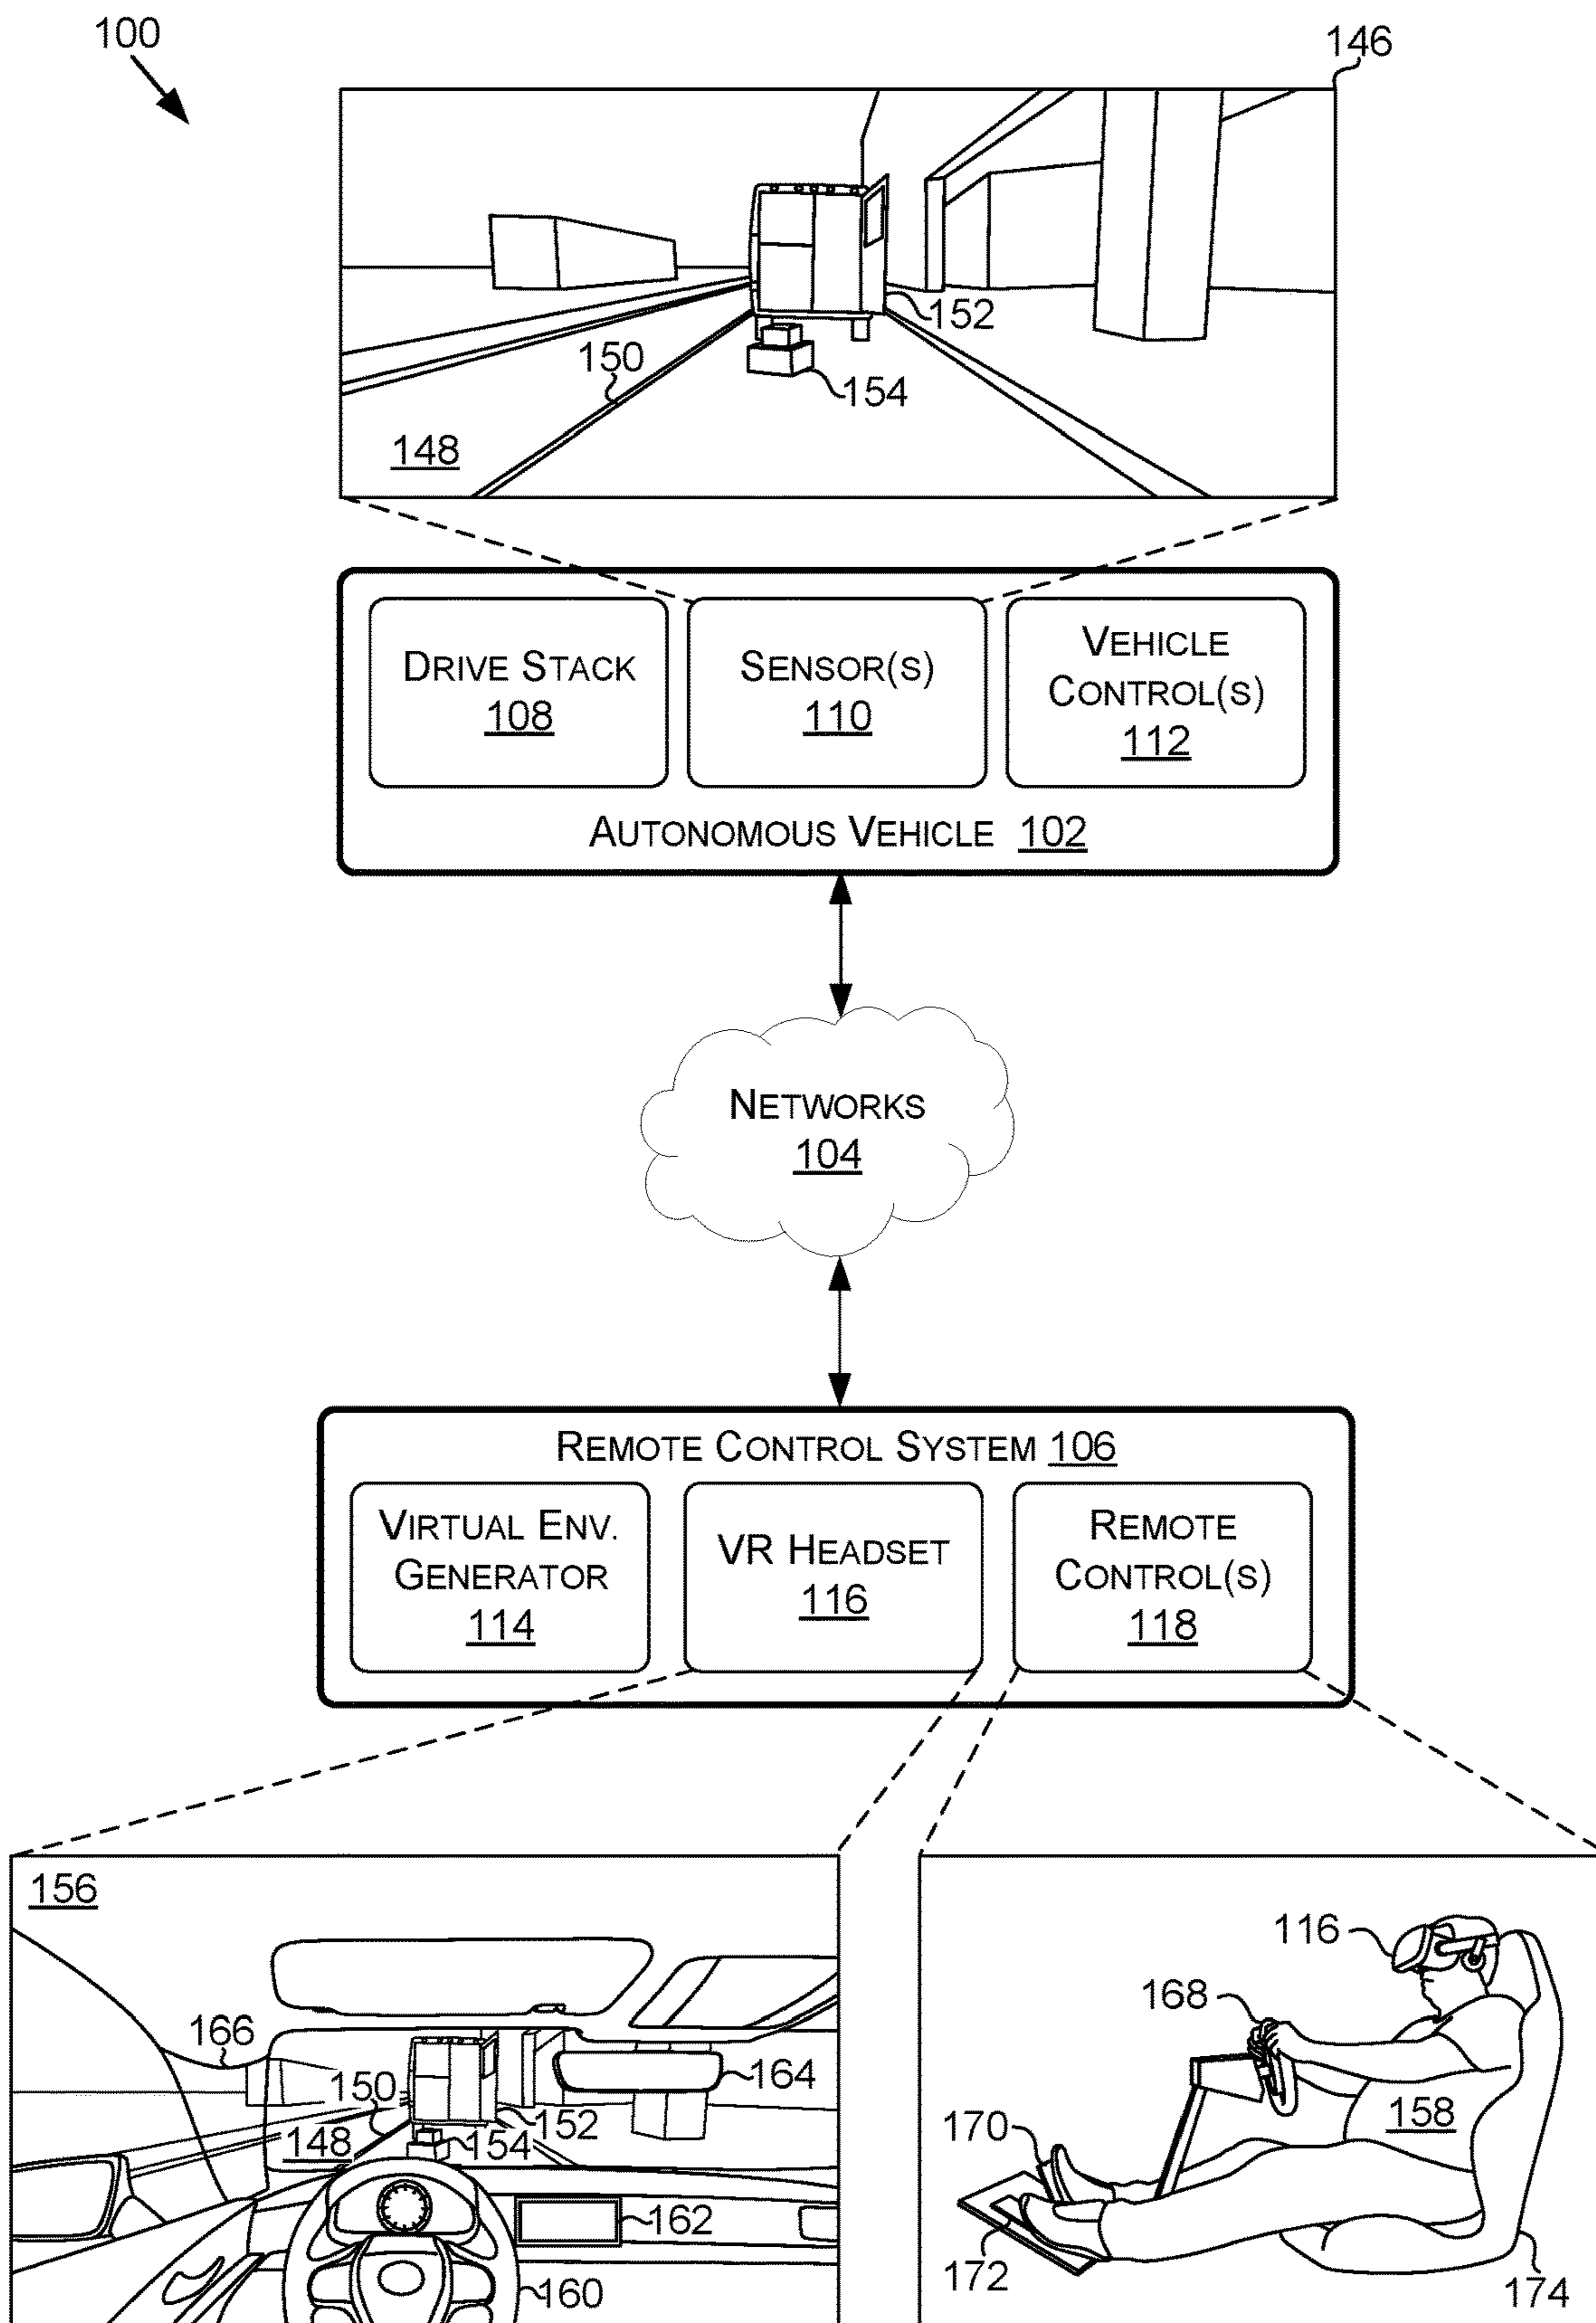 100
146
152
150
154
148
DRIVE STACK
108
SENSOR(S)
110
VEHICLE
CONTROL(S)
112
AUTONOMOUS VEHICLE 102
NETWORKS
104
REMOTE CONTROL SYSTEM 106
VIRTUAL ENV.
GENERATOR
114
VR HEADSET
116
REMOTE
CONTROL(S)
118
156
166
150
164
152
148
154
162
160
116
168
158
170
172
174